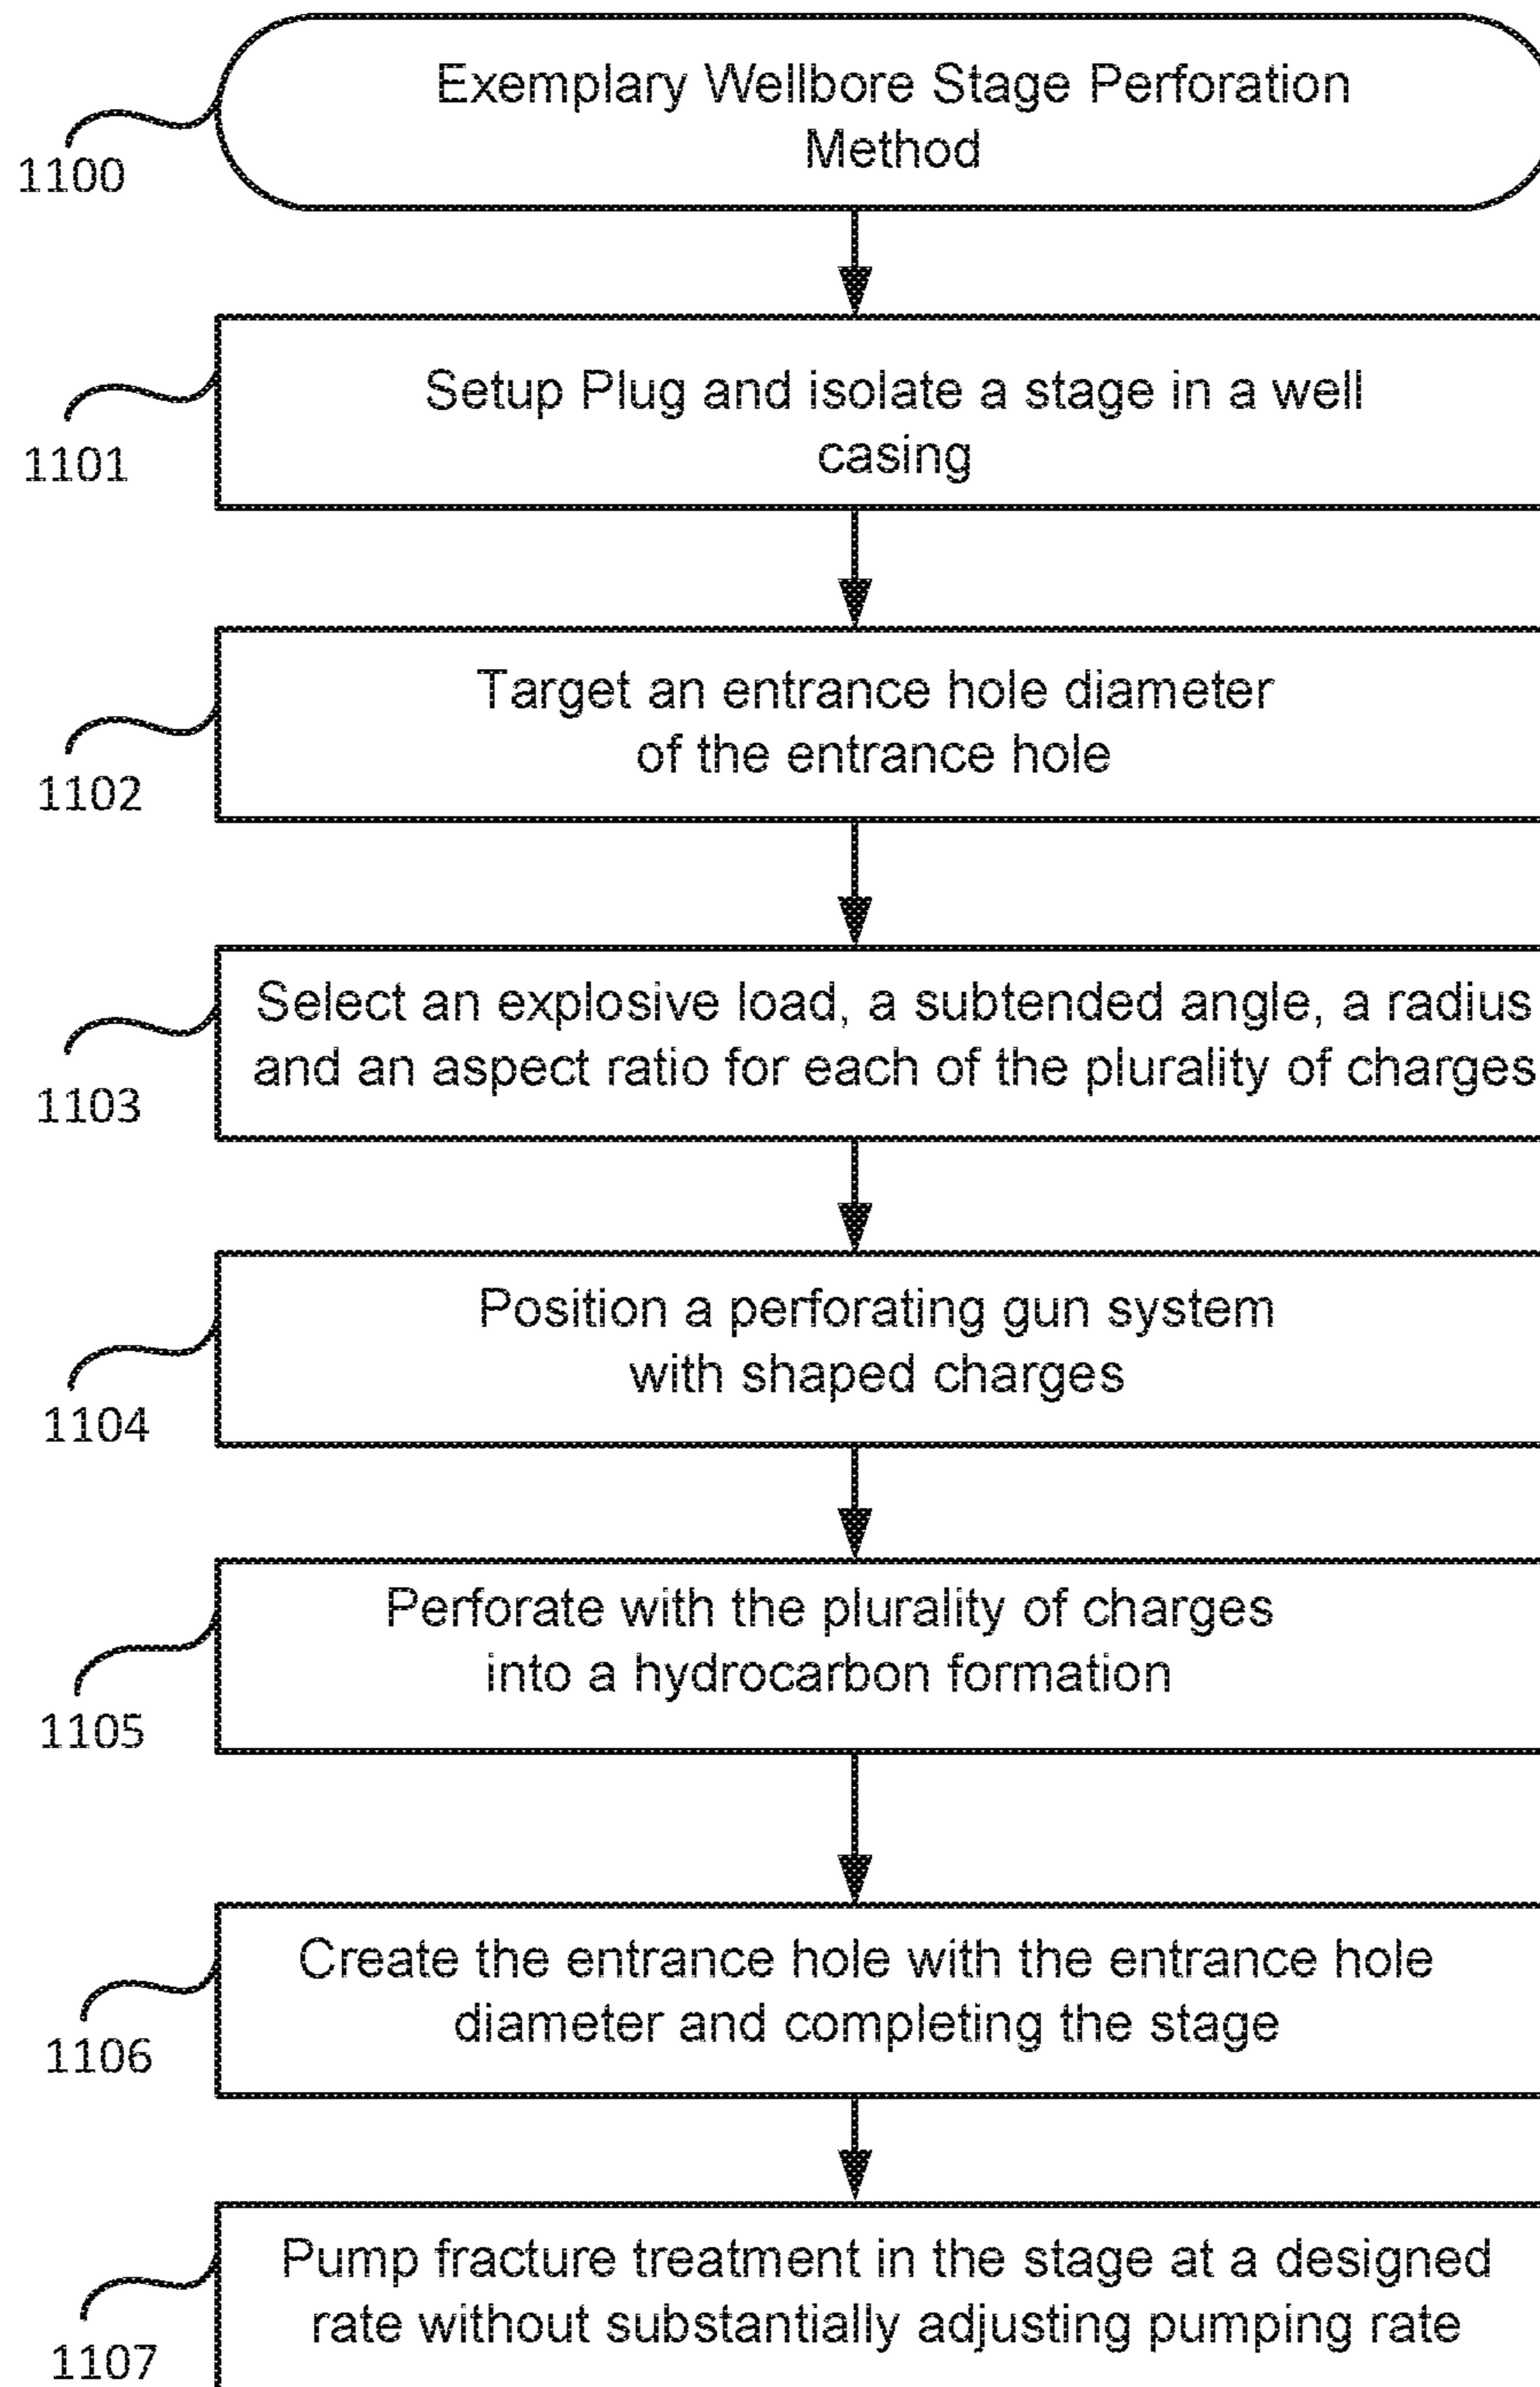 Exemplary Wellbore Stage Perforation
Method
1100
Setup Plug and isolate a stage in a well
casing
1101
Target an entrance hole diameter
of the entrance hole
1102
Select an explosive load, a subtended angle, a radius
and an aspect ratio for each of the plurality of charges
1103
Position a perforating gun system
with shaped charges
1104
Perforate with the plurality of charges
into a hydrocarbon formation
1105
Create the entrance hole with the entrance hole
diameter and completing the stage
1106
Pump fracture treatment in the stage at a designed
rate without substantially adjusting pumping rate
1107